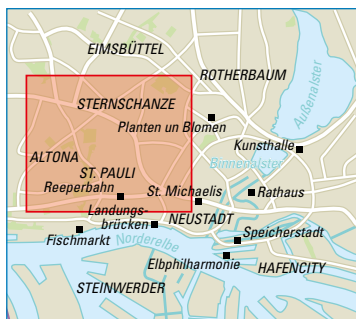 EIMSBÜTTEL
ROTHERBAUM
Außenalster
STERNSCHANZE
Planten un Blomen
Kunsthalle
Binnenalster
ALTONA
ST. PAULI
Reeperbahn
St. Michaelis
Rathaus
Landungs-
brücken
NEUSTADT
Fischmarkt
Norderelbe
Speicherstadt
Elbphilharmonie
HAFENCITY
STEINWERDER